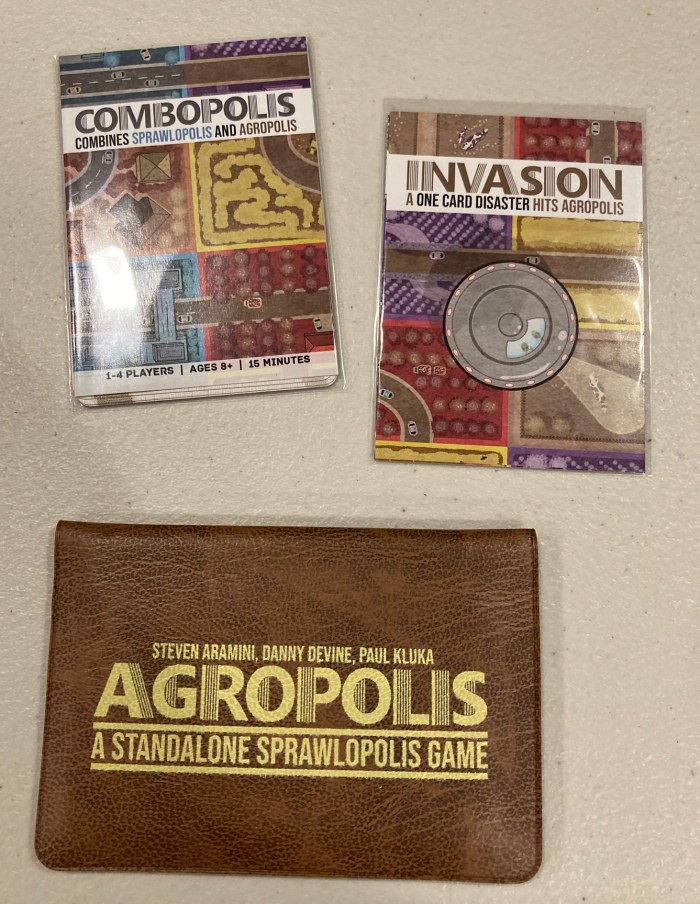 COMBOPOLIS
COMBINES SPRAWLOPOLIS AND AGROPOLIS
1-4 PLAYERS | AGES 8+ | 15 MINUTES
INVASION
A ONE CARD DISASTER HITS AGROPOLIS
STEVEN ARAMINI, DANNY DEVINE, PAUL KLUKA
AGROPOLIS
A STANDALONE SPRAWLOPOLIS GAME